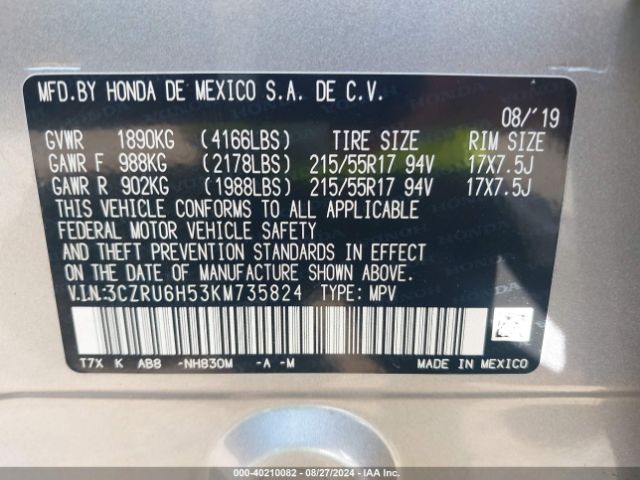 MFD.BY HONDA DE MEXICO S.A. DE C.V.
08/'19
GVWR 1890KG (4166LBS) TIRE SIZE RIM SIZE
GAWR F 988KG (2178LBS) 215/55R17 94V 17X7.5J
GAWR R 902KG (1988LBS) 215/55R17 94V 17X7.5J
THIS VEHICLE CONFORMS TO ALL APPLICABLE
FEDERAL MOTOR VEHICLE SAFETY
AND THEFT PREVENTION STANDARDS IN EFFECT
ON THE DATE OF MANUFACTURE SHOWN ABOVE.
V.I.N:3CZRU6H53KM735824 TYPE: MPV
T7X K AB8 -NH830M -A -M MADE IN MEXICO
000-40210082 - 08/27/2024 - IAA Inc.